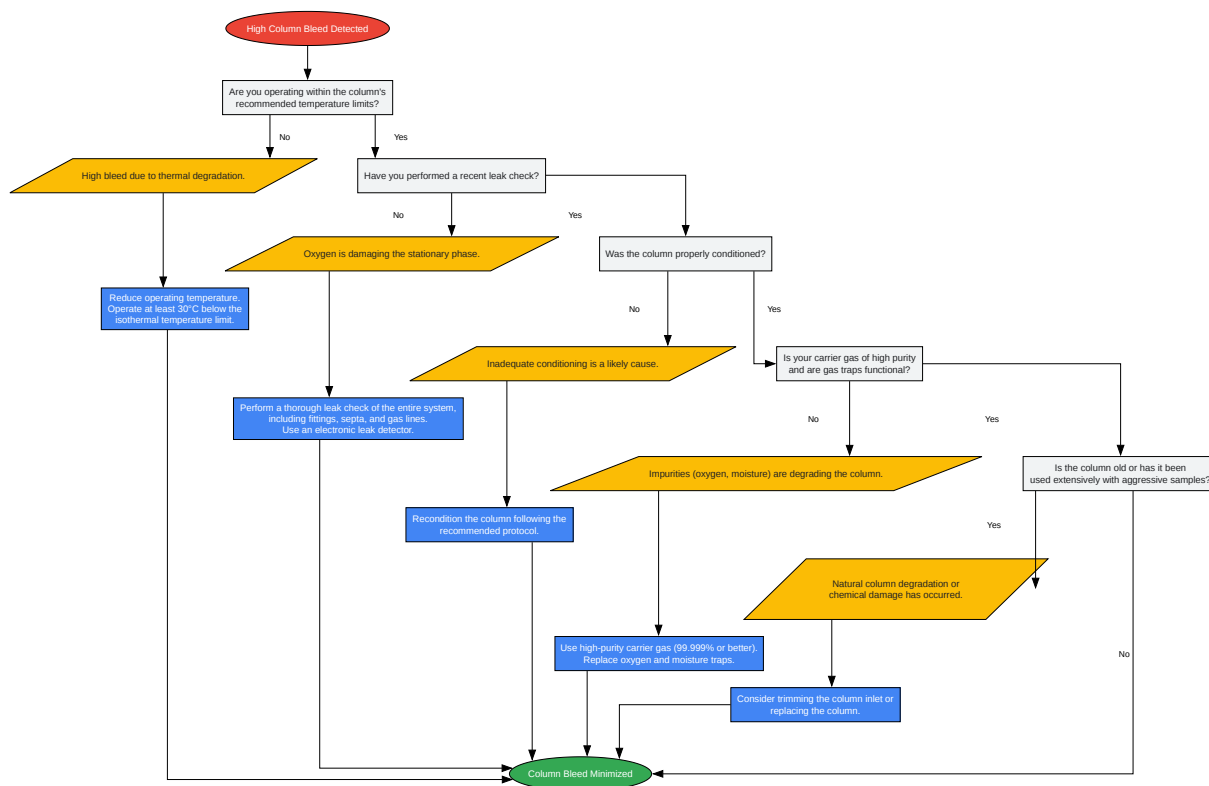 High Column Bleed Detected
Are you operating within the column's
recommended temperature limits?
No
Yes
High bleed due to thermal degradation.
Have you performed a recent leak check?
No
Yes
Oxygen is damaging the stationary phase.
Was the column properly conditioned?
Reduce operating temperature.
Operate at least 30°C below the
isothermal temperature limit.
No
Yes
Inadequate conditioning is a likely cause.
Is your carrier gas of high purity
and are gas traps functional?
Perform a thorough leak check of the entire system,
including fittings, septa, and gas lines.
Use an electronic leak detector.
No
Yes
Impurities (oxygen, moisture) are degrading the column.
Is the column old or has it been
used extensively with aggressive samples?
Recondition the column following the
recommended protocol.
Yes
Natural column degradation or
chemical damage has occurred.
Use high-purity carrier gas (99.999% or better).
Replace oxygen and moisture traps.
No
Consider trimming the column inlet or
replacing the column.
Column Bleed Minimized